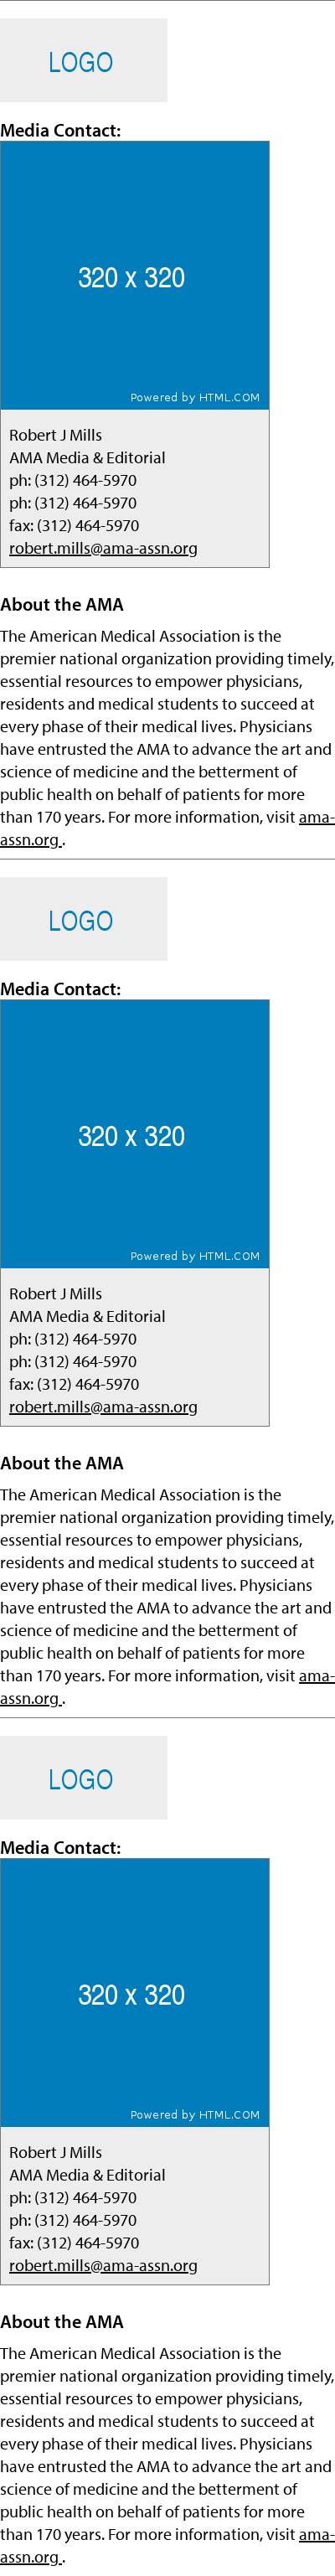 LOGO
Media Contact:
320 x 320
Powered by HTML.COM
Robert J Mills
AMA Media & Editorial
ph: (312) 464-5970
ph: (312) 464-5970
fax: (312) 464-5970
robert.mills@ama-assn.org
About the AMA
The American Medical Association is the
premier national organization providing timely,
essential resources to empower physicians,
residents and medical students to succeed at
every phase of their medical lives. Physicians
have entrusted the AMA to advance the art and
science of medicine and the betterment of
public health on behalf of patients for more
than 170 years. For more information, visit ama-
assn.org .
LOGO
Media Contact:
320 x 320
Powered by HTML.COM
Robert J Mills
AMA Media & Editorial
ph: (312) 464-5970
ph: (312) 464-5970
fax: (312) 464-5970
robert.mills@ama-assn.org
About the AMA
The American Medical Association is the
premier national organization providing timely,
essential resources to empower physicians,
residents and medical students to succeed at
every phase of their medical lives. Physicians
have entrusted the AMA to advance the art and
science of medicine and the betterment of
public health on behalf of patients for more
than 170 years. For more information, visit ama-
assn.org .
LOGO
Media Contact:
320 x 320
Powered by HTML.COM
Robert J Mills
AMA Media & Editorial
ph: (312) 464-5970
ph: (312) 464-5970
fax: (312) 464-5970
robert.mills@ama-assn.org
About the AMA
The American Medical Association is the
premier national organization providing timely,
essential resources to empower physicians,
residents and medical students to succeed at
every phase of their medical lives. Physicians
have entrusted the AMA to advance the art and
science of medicine and the betterment of
public health on behalf of patients for more
than 170 years. For more information, visit ama-
assn.org .